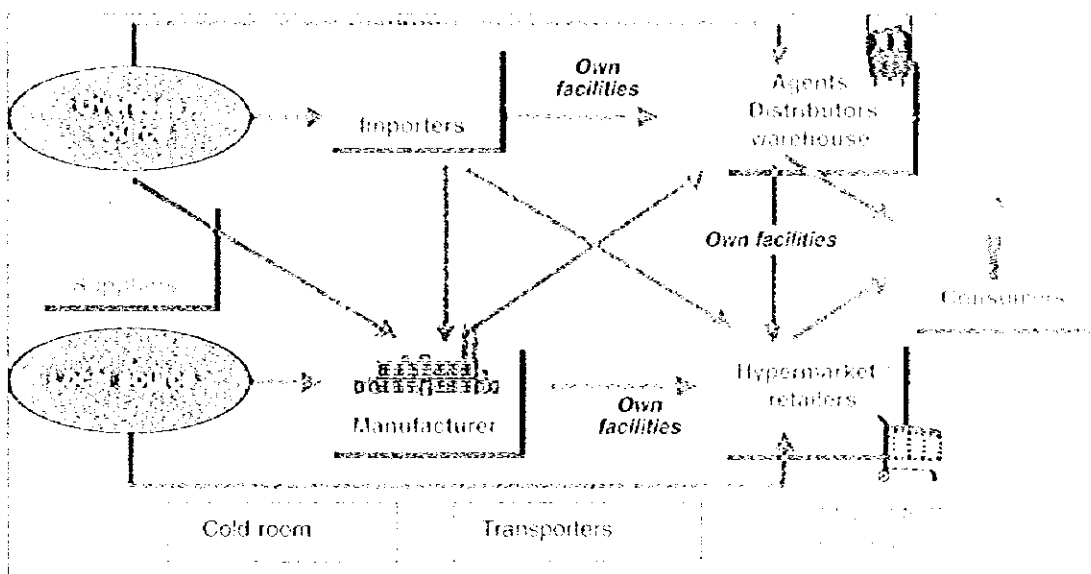 Own
facilities
Importers
Agents
Distributors
warehouse
Own facilities
Suppliers
Consumers
Manufacturer
Own
facilities
Hypermarket
retailers
Cold room
Transporters